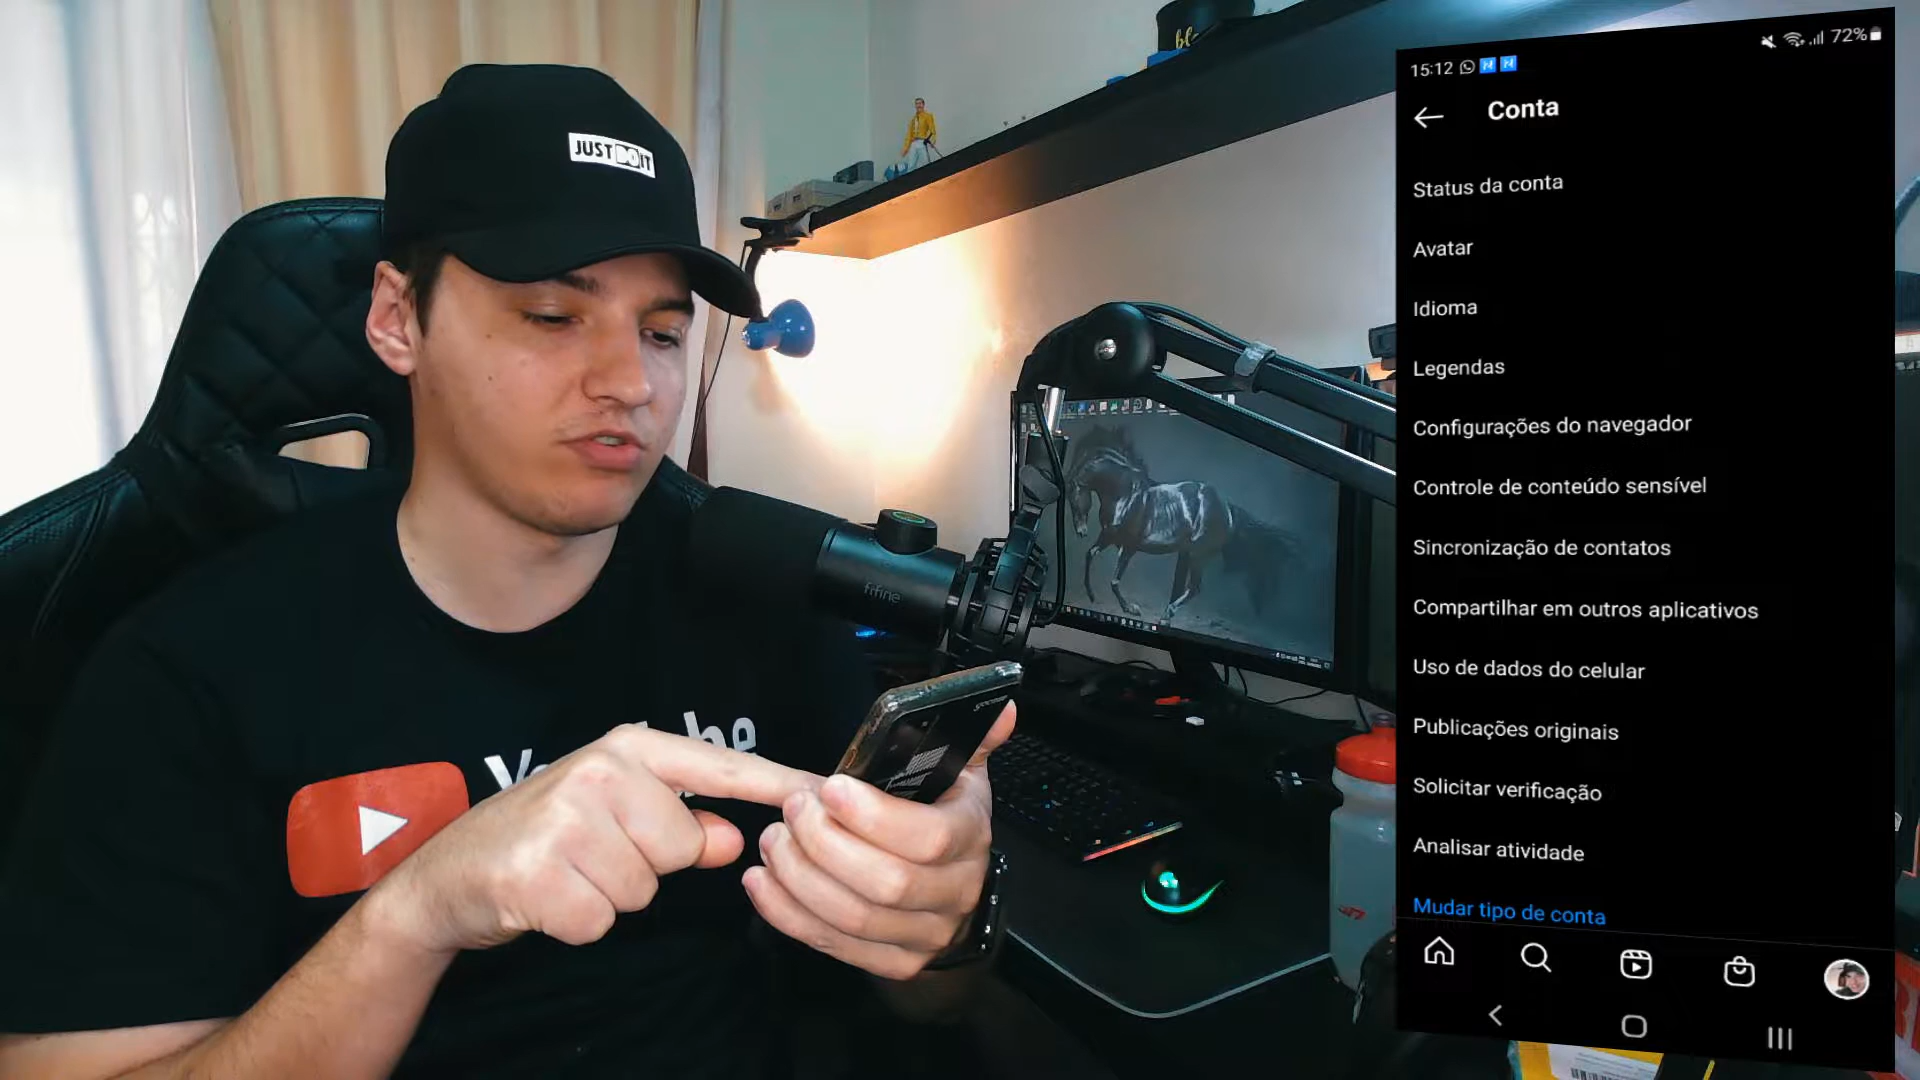 JUST DO IT
fifine
15:12
72%
Conta
Status da conta
Avatar
Idioma
Legendas
Configurações do navegador
Controle de conteúdo sensível
Sincronização de contatos
Compartilhar em outros aplicativos
Uso de dados do celular
Publicações originais
Solicitar verificação
Analisar atividade
Mudar tipo de conta